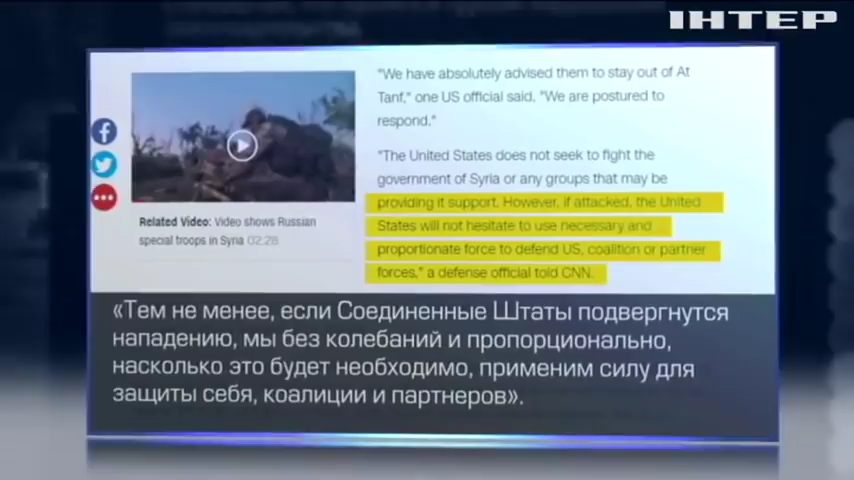 ІНТЕР
"We have absolutely advised them to stay out of At
Tanf," one US official said, "We are postured to
respond."
"The United States does not seek to fight the
government of Syria or any groups that may be
providing it support. However, if attacked, the United
States will not hesitate to use necessary and
proportionate force to defend US, coalition or partner
forces," a defense official told CNN.
Related Video: Video shows Russian
special troops in Syria 02:28
«Тем не менее, если Соединенные Штаты подвергнутся
нападению, мы без колебаний и пропорционально,
насколько это будет необходимо, применим силу для
защиты себя, коалиции и партнеров».